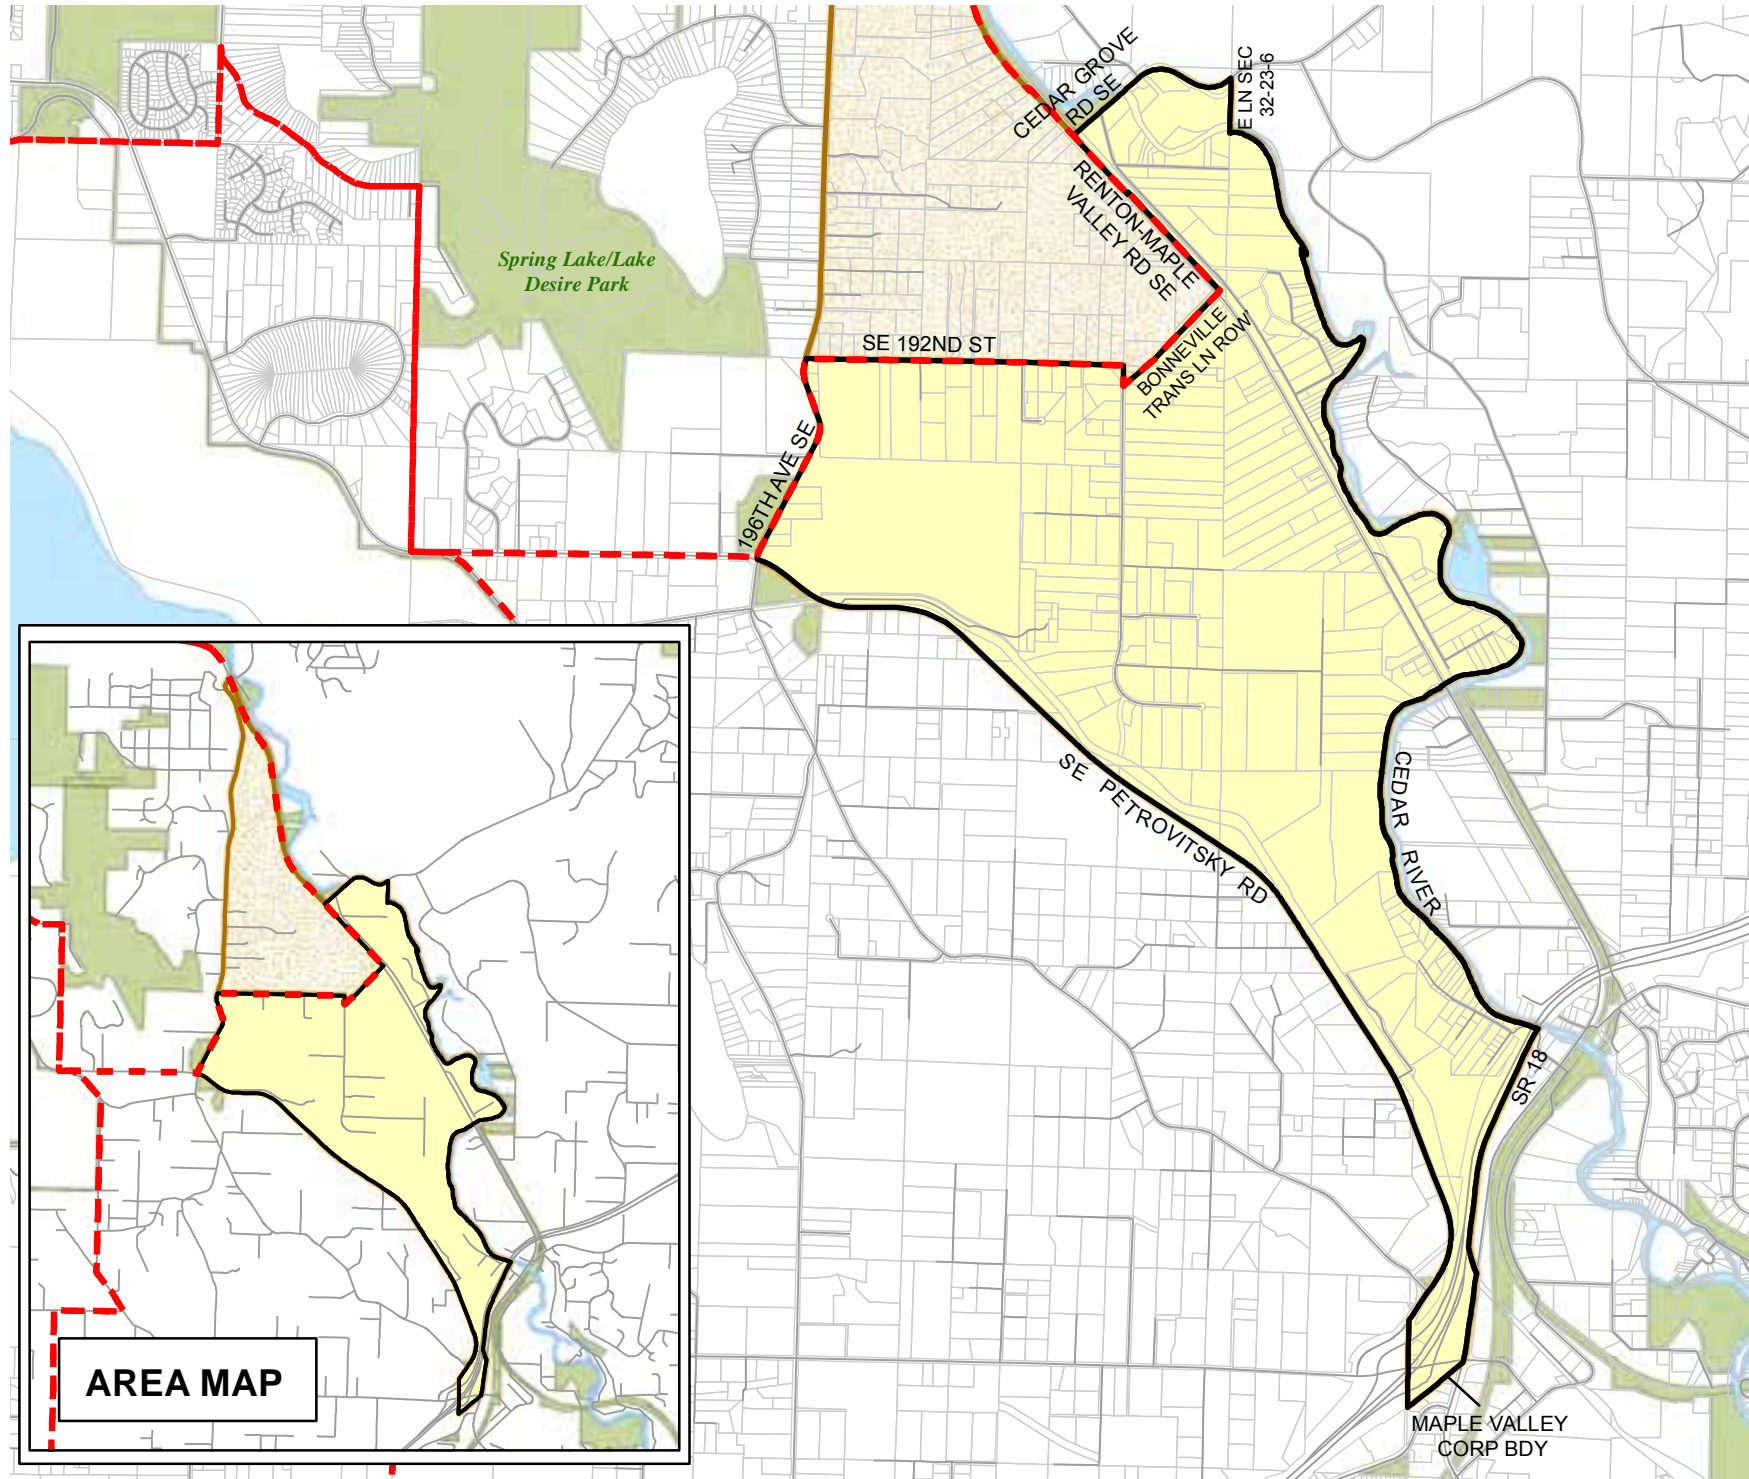 CEDAR GROVE
RD SE
E LN SEC
32-23-6
RENTON-MAPLE
VALLEY RD SE
Spring Lake/Lake
Desire Park
SE 192ND ST
BONNEVILLE
TRANS LN ROW
196TH AVE SE
SE PETROVITSKY RD
CEDAR RIVER
SR 18
MAPLE VALLEY
CORP BDY
AREA MAP